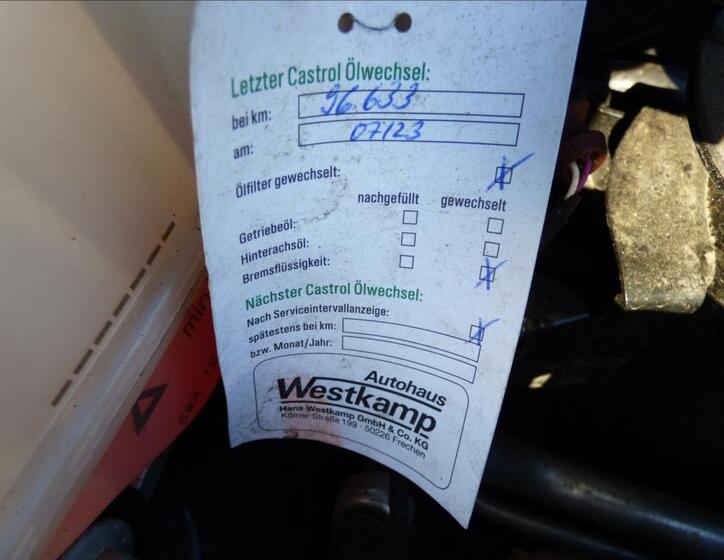 Letzter Castrol Ölwechsel:
bei km: 96.633
am: 07123
Ölfilter gewechselt:
nachgefüllt gewechselt
Getriebeöl:
Hinterachsöl:
Bremsflüssigkeit:
Nächster Castrol Ölwechsel:
Nach Serviceintervallanzeige:
spätestens bei km:
bzw. Monat/Jahr:
Autohaus
Westkamp
Hans Westkamp GmbH & Co. KG
Kölner Straße 199 · 50226 Frechen
min